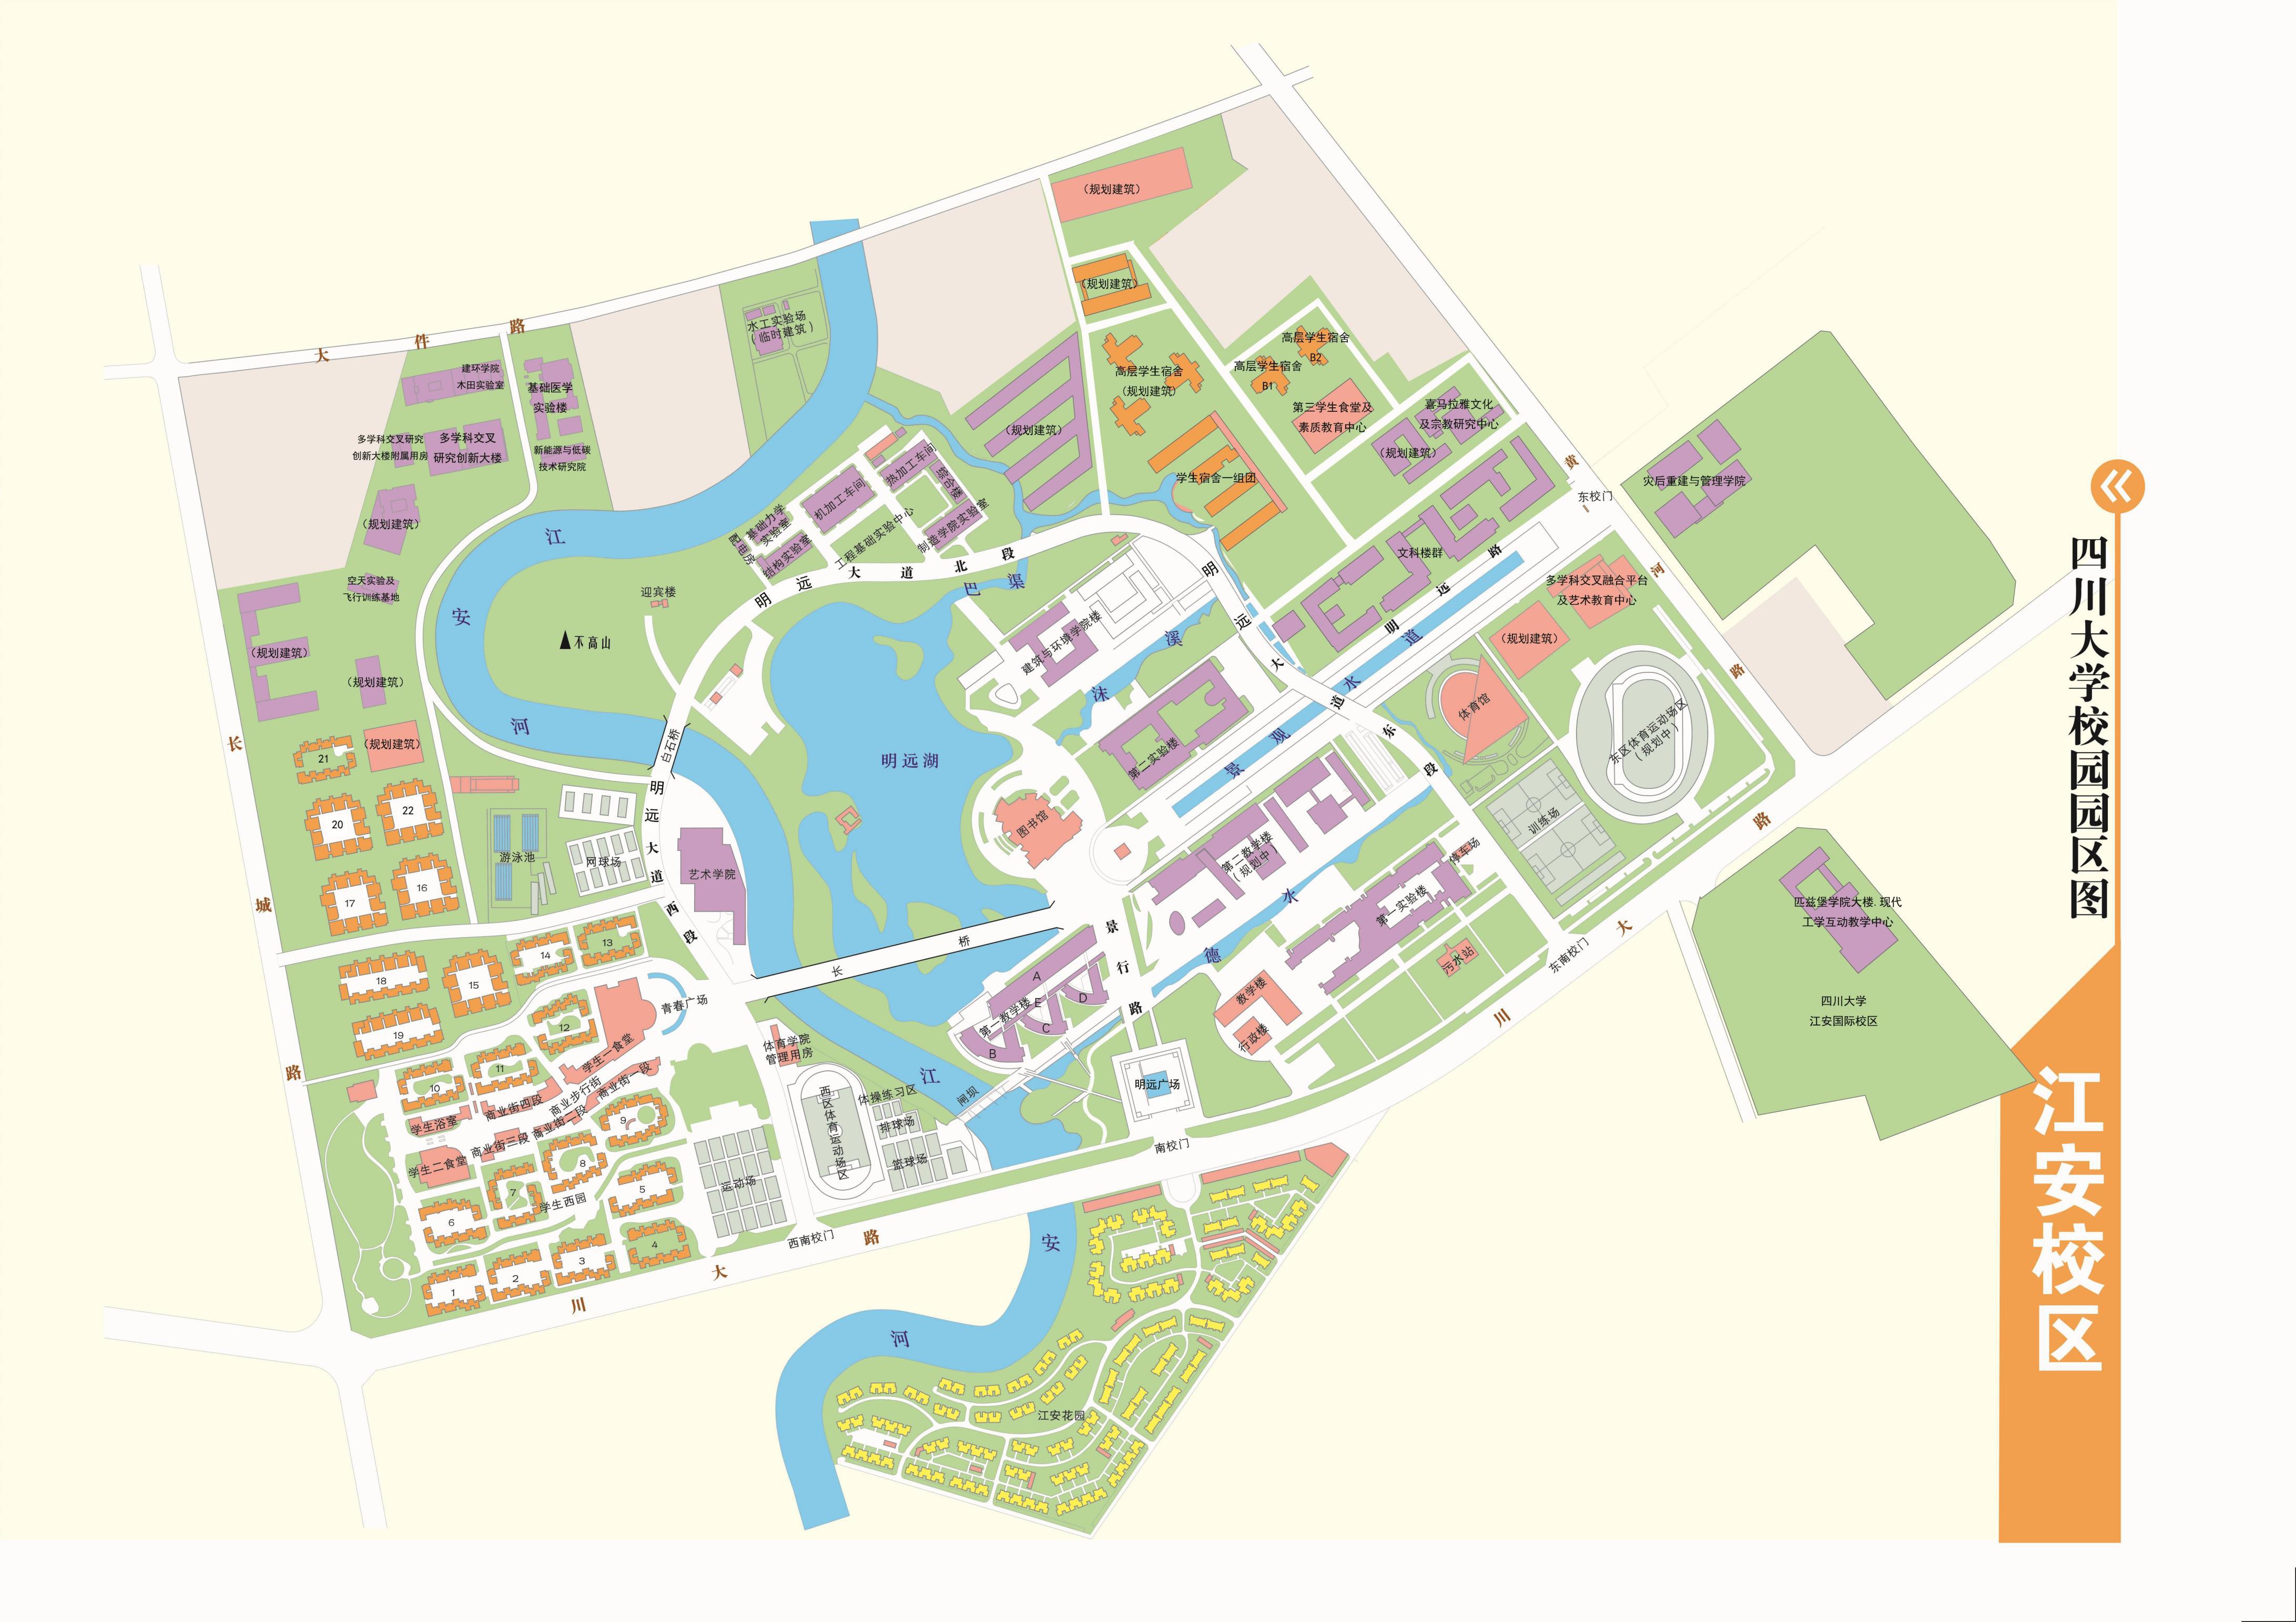 四川大学校园园区图
江安校区
大件路
长城路
黄河路
川大路
川大路
(规划建筑)
(规划建筑)
高层学生宿舍
(规划建筑)
高层学生宿舍
B2
高层学生宿舍
B1
第三学生食堂及
素质教育中心
喜马拉雅文化
及宗教研究中心
(规划建筑)
学生宿舍一组团
(规划建筑)
水工实验场
(临时建筑)
建环学院
木田实验室
基础医学
实验楼
多学科交叉研究
创新大楼附属用房
多学科交叉
研究创新大楼
新能源与低碳
技术研究院
(规划建筑)
空天实验及
飞行训练基地
(规划建筑)
(规划建筑)
(规划建筑)
热加工车间
综合楼
机加工车间
制造学院实验室
基础力学
实验室
配电房
结构实验室
工程基础实验中心
江安河
不高山
迎宾楼
明远大道北段
巴渠
明远大道东段
明远大道西段
白石桥
明远湖
建筑与环境学院楼
沫溪
第二实验楼
文科楼群
明远路
东校门
灾后重建与管理学院
多学科交叉融合平台
及艺术教育中心
(规划建筑)
景观水道
体育馆
东区体育运动场区
(规划中)
训练场
图书馆
第二教学楼
(规划中)
停车场
第一实验楼
德水
污水站
东南校门
教学楼
行政楼
景行路
长桥
第一教学楼
A
B
C
D
E
明远广场
南校门
闸坝
江
安
河
艺术学院
游泳池
网球场
青春广场
体育学院
管理用房
西区体育运动场区
体操练习区
排球场
篮球场
运动场
西南校门
学生一食堂
商业步行街
商业街一段
商业街二段
商业街三段
商业街四段
学生浴室
学生二食堂
学生西园
21
20
22
17
16
18
15
14
13
19
12
11
10
9
8
7
6
5
4
3
2
1
江安花园
匹兹堡学院大楼.现代
工学互动教学中心
四川大学
江安国际校区